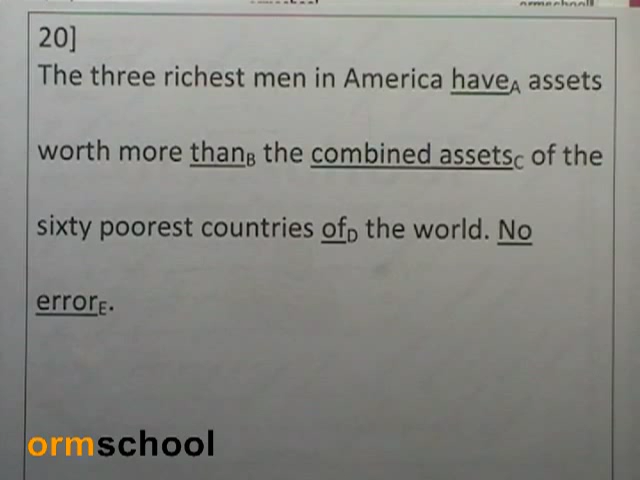 20]
The three richest men in America haveA assets
worth more thanB the combined assetsC of the
sixty poorest countries ofD the world. No
errorE.
ormschool